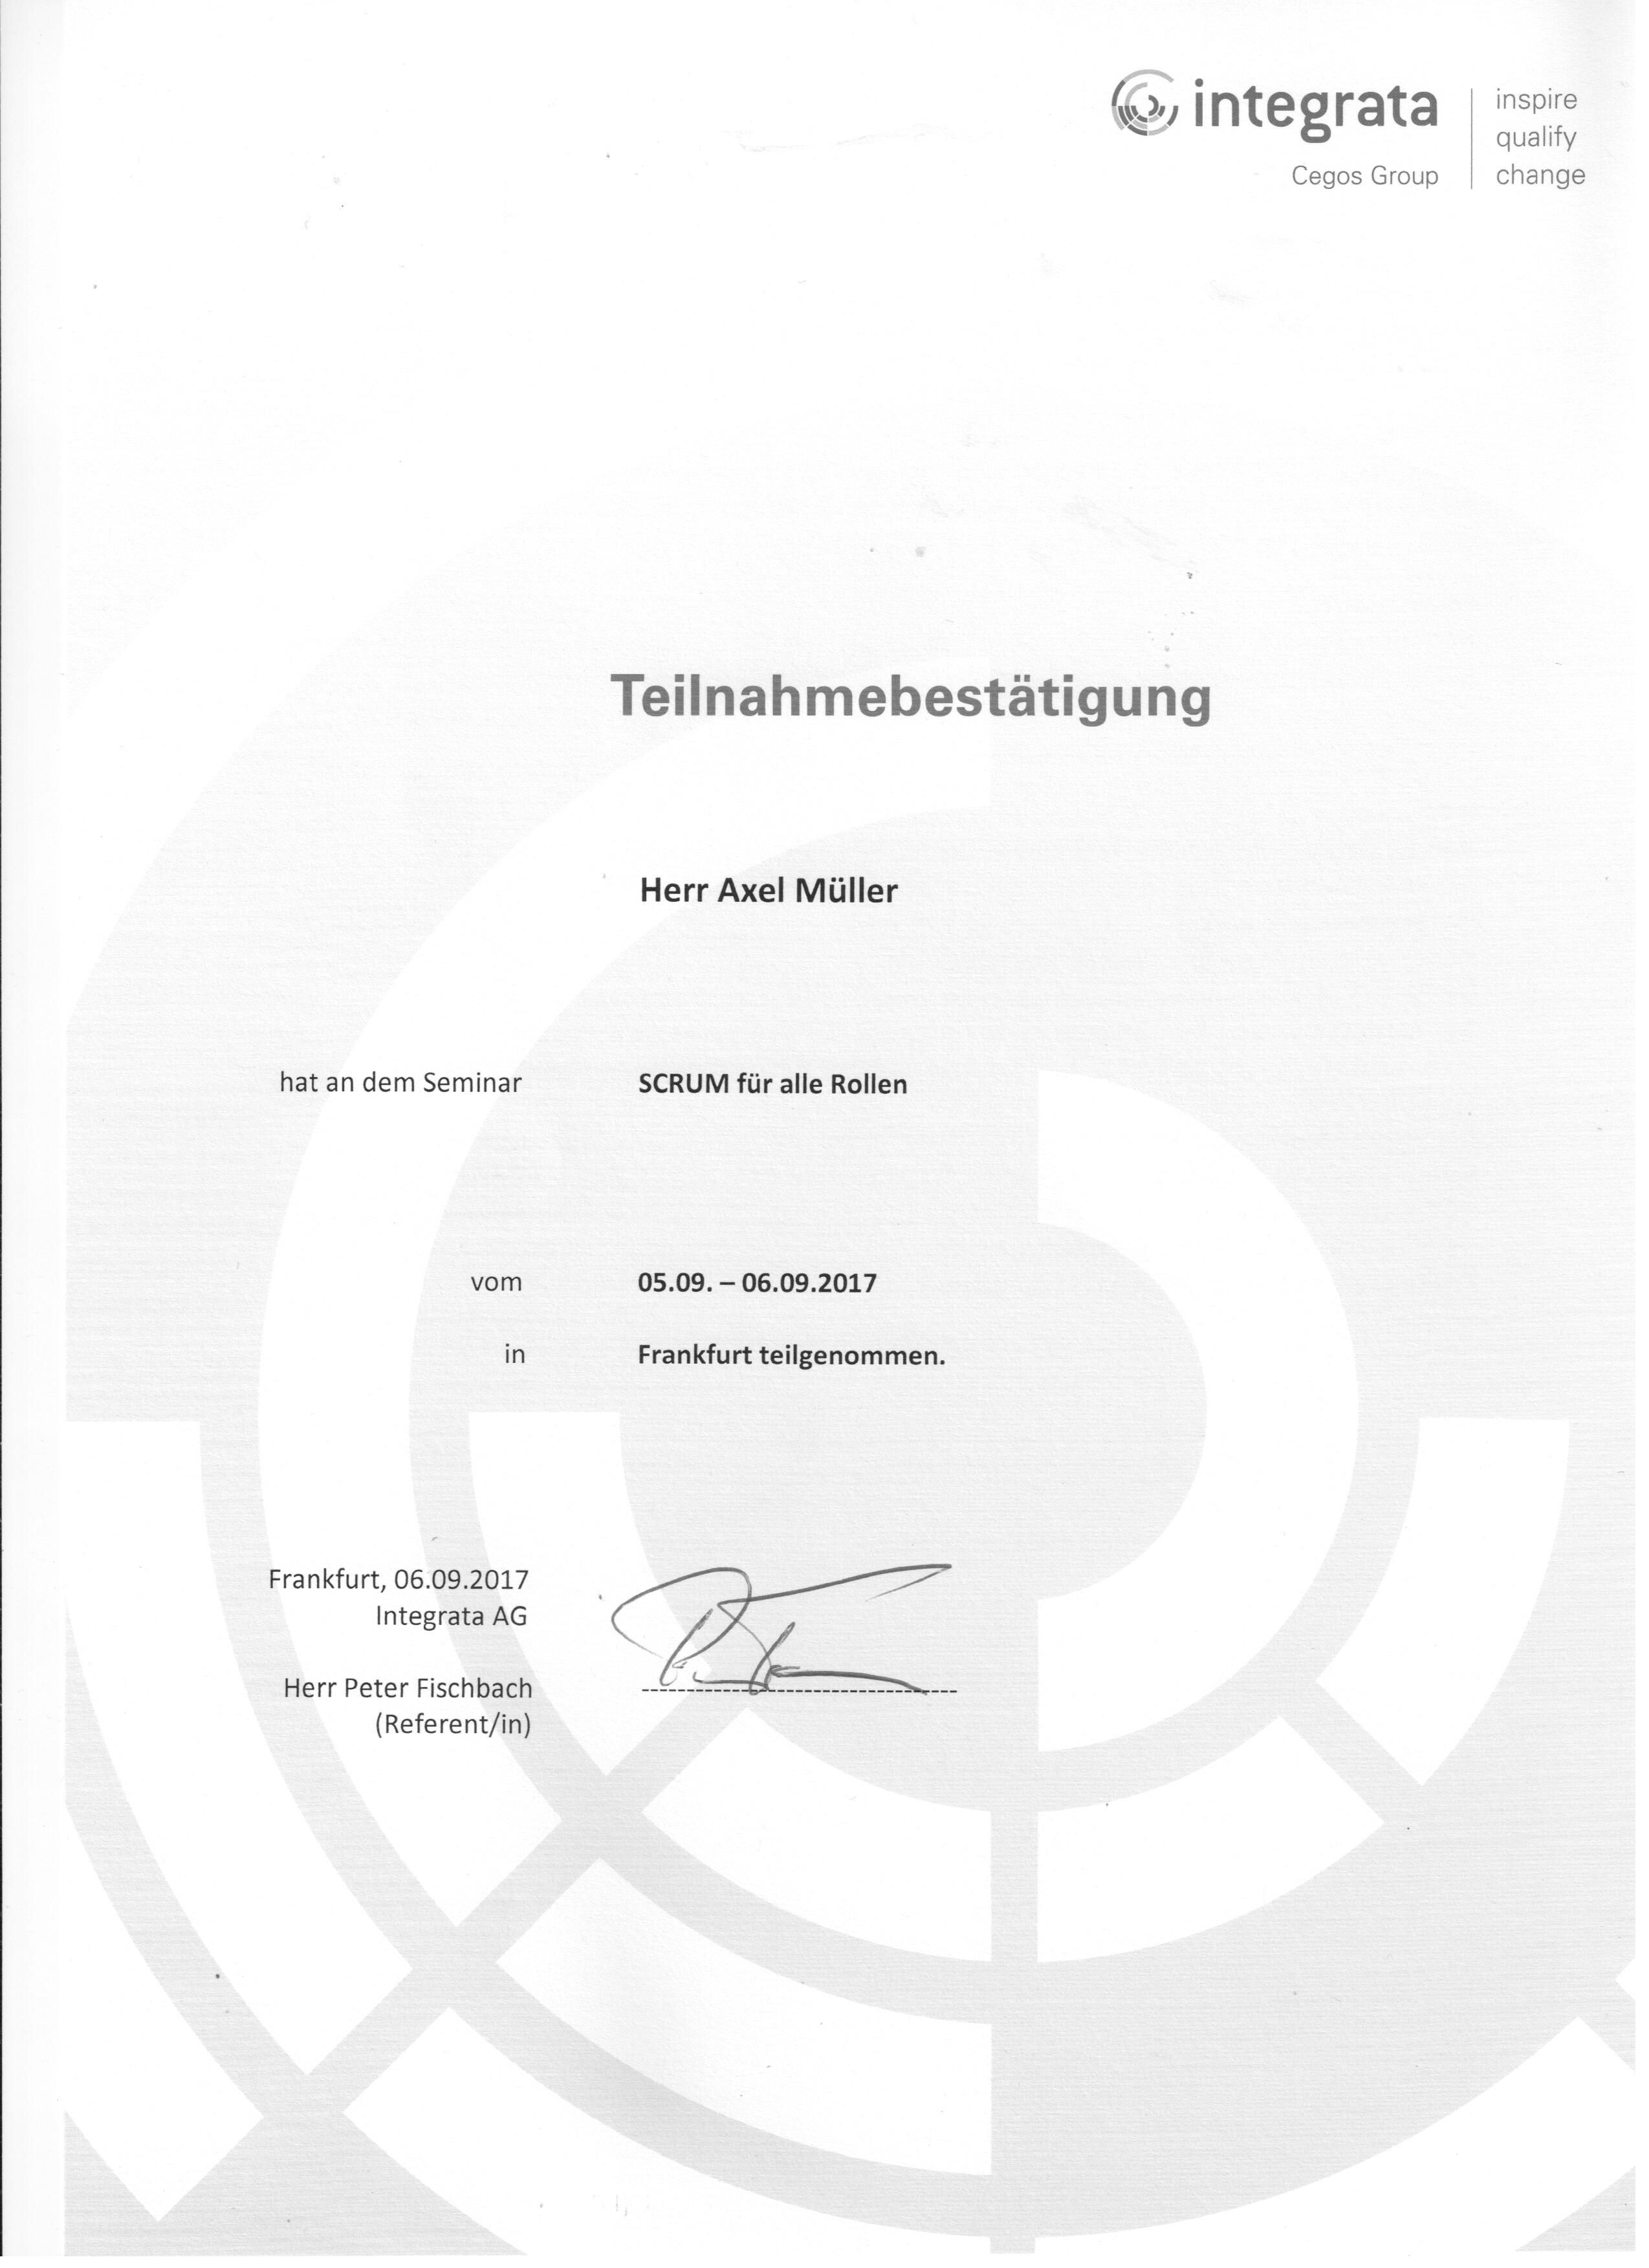 integrata
Cegos Group
inspire
qualify
change
Teilnahmebestätigung
Herr Axel Müller
hat an dem Seminar SCRUM für alle Rollen
vom 05.09. – 06.09.2017
in Frankfurt teilgenommen.
Frankfurt, 06.09.2017
Integrata AG
Herr Peter Fischbach
(Referent/in)